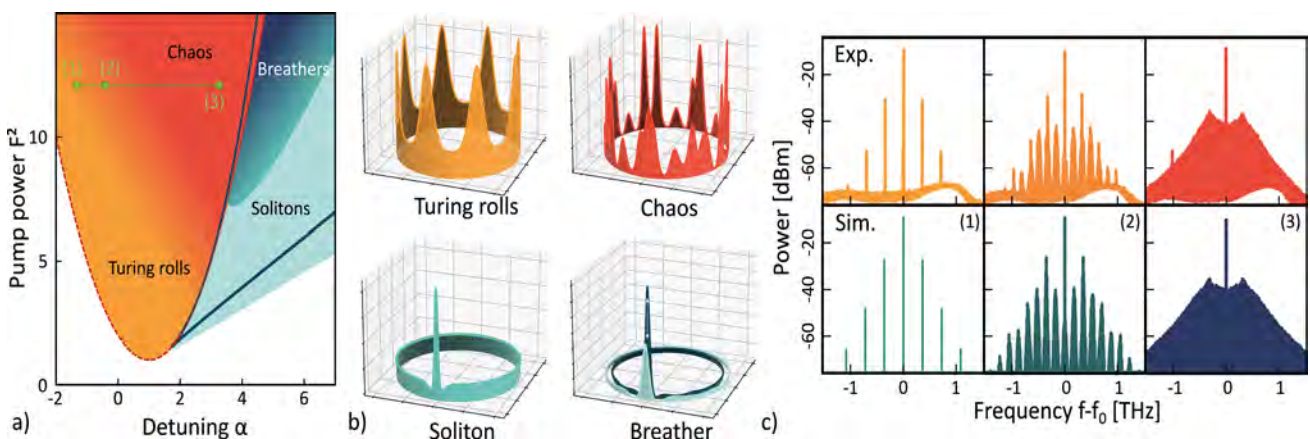 Pump power F²
10
5
0
-2
0
2
4
6
Detuning α
a)
(1)
(2)
(3)
Chaos
Breathers
Solitons
Turing rolls
b)
Turing rolls
Chaos
Soliton
Breather
c)
Power [dBm]
-20
-40
-60
-20
-40
-60
Exp.
Sim.
(1)
(2)
(3)
-1
0
1
-1
0
1
-1
0
1
Frequency f-f₀ [THz]